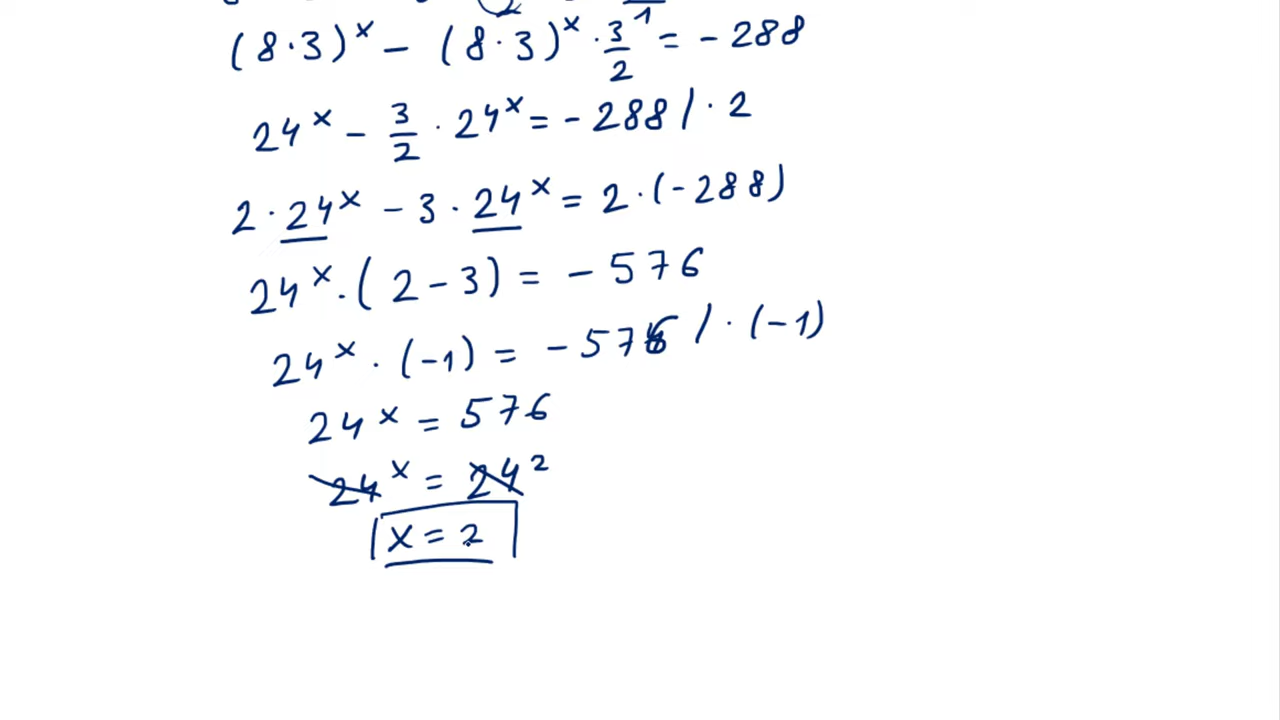 (8·3)^x − (8·3)^x · 3^1/2 = −288
24^x − 3/2 · 24^x = −288 / · 2
2 · 24^x − 3 · 24^x = 2 · (−288)
24^x · (2 − 3) = −576
24^x · (−1) = −576 / · (−1)
24^x = 576
24^x = 24^2
x = 2